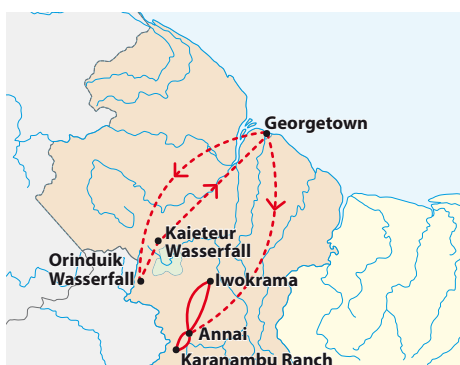 Georgetown
Kaieteur
Wasserfall
Orinduik
Wasserfall
Iwokrama
Annai
Karanambu Ranch